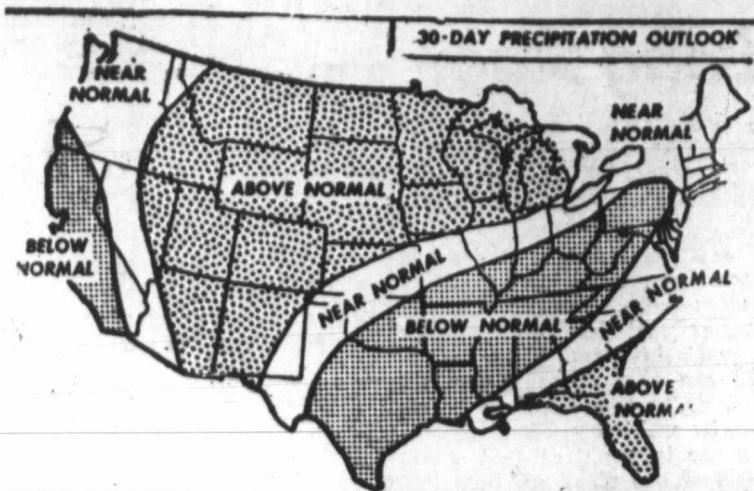 30-DAY PRECIPITATION OUTLOOK
NEAR
NORMAL
NEAR
NORMAL
ABOVE NORMAL
BELOW
NORMAL
NEAR NORMAL
BELOW NORMAL
NEAR NORMAL
ABOVE
NORMAL